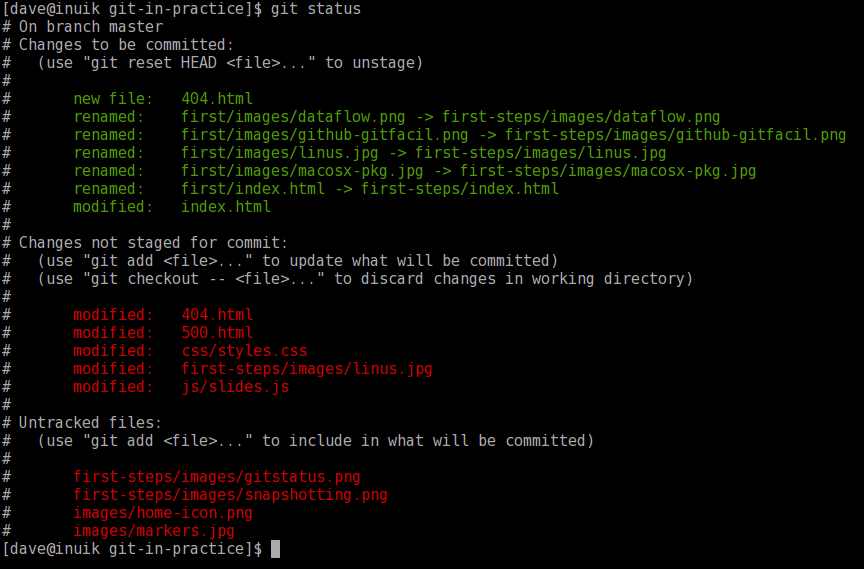 [dave@inuik git-in-practice]$ git status
# On branch master
# Changes to be committed:
#   (use "git reset HEAD <file>..." to unstage)
#
#       new file:   404.html
#       renamed:    first/images/dataflow.png -> first-steps/images/dataflow.png
#       renamed:    first/images/github-gitfacil.png -> first-steps/images/github-gitfacil.png
#       renamed:    first/images/linus.jpg -> first-steps/images/linus.jpg
#       renamed:    first/images/macosx-pkg.jpg -> first-steps/images/macosx-pkg.jpg
#       renamed:    first/index.html -> first-steps/index.html
#       modified:   index.html
#
# Changes not staged for commit:
#   (use "git add <file>..." to update what will be committed)
#   (use "git checkout -- <file>..." to discard changes in working directory)
#
#       modified:   404.html
#       modified:   500.html
#       modified:   css/styles.css
#       modified:   first-steps/images/linus.jpg
#       modified:   js/slides.js
#
# Untracked files:
#   (use "git add <file>..." to include in what will be committed)
#
#       first-steps/images/gitstatus.png
#       first-steps/images/snapshotting.png
#       images/home-icon.png
#       images/markers.jpg
[dave@inuik git-in-practice]$